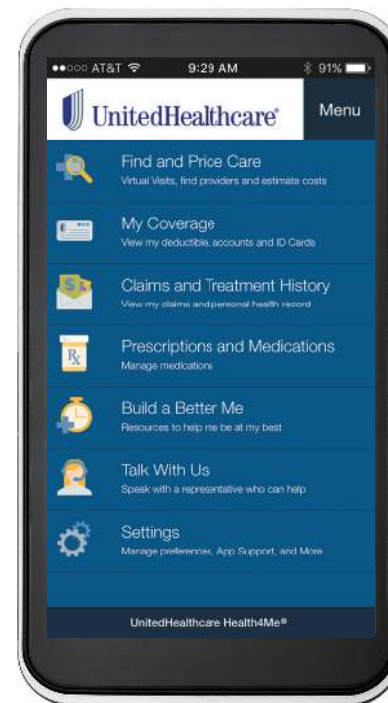 AT&T 9:29 AM 91%
UnitedHealthcare® Menu
Find and Price Care
Virtual Visits, find providers and estimate costs
My Coverage
View my deductible, accounts and ID Cards
Claims and Treatment History
View my claims and personal health record
Rx
Prescriptions and Medications
Manage medications
Build a Better Me
Resources to help me be at my best
Talk With Us
Speak with a representative who can help
Settings
Manage preferences, App Support, and More
UnitedHealthcare Health4Me®